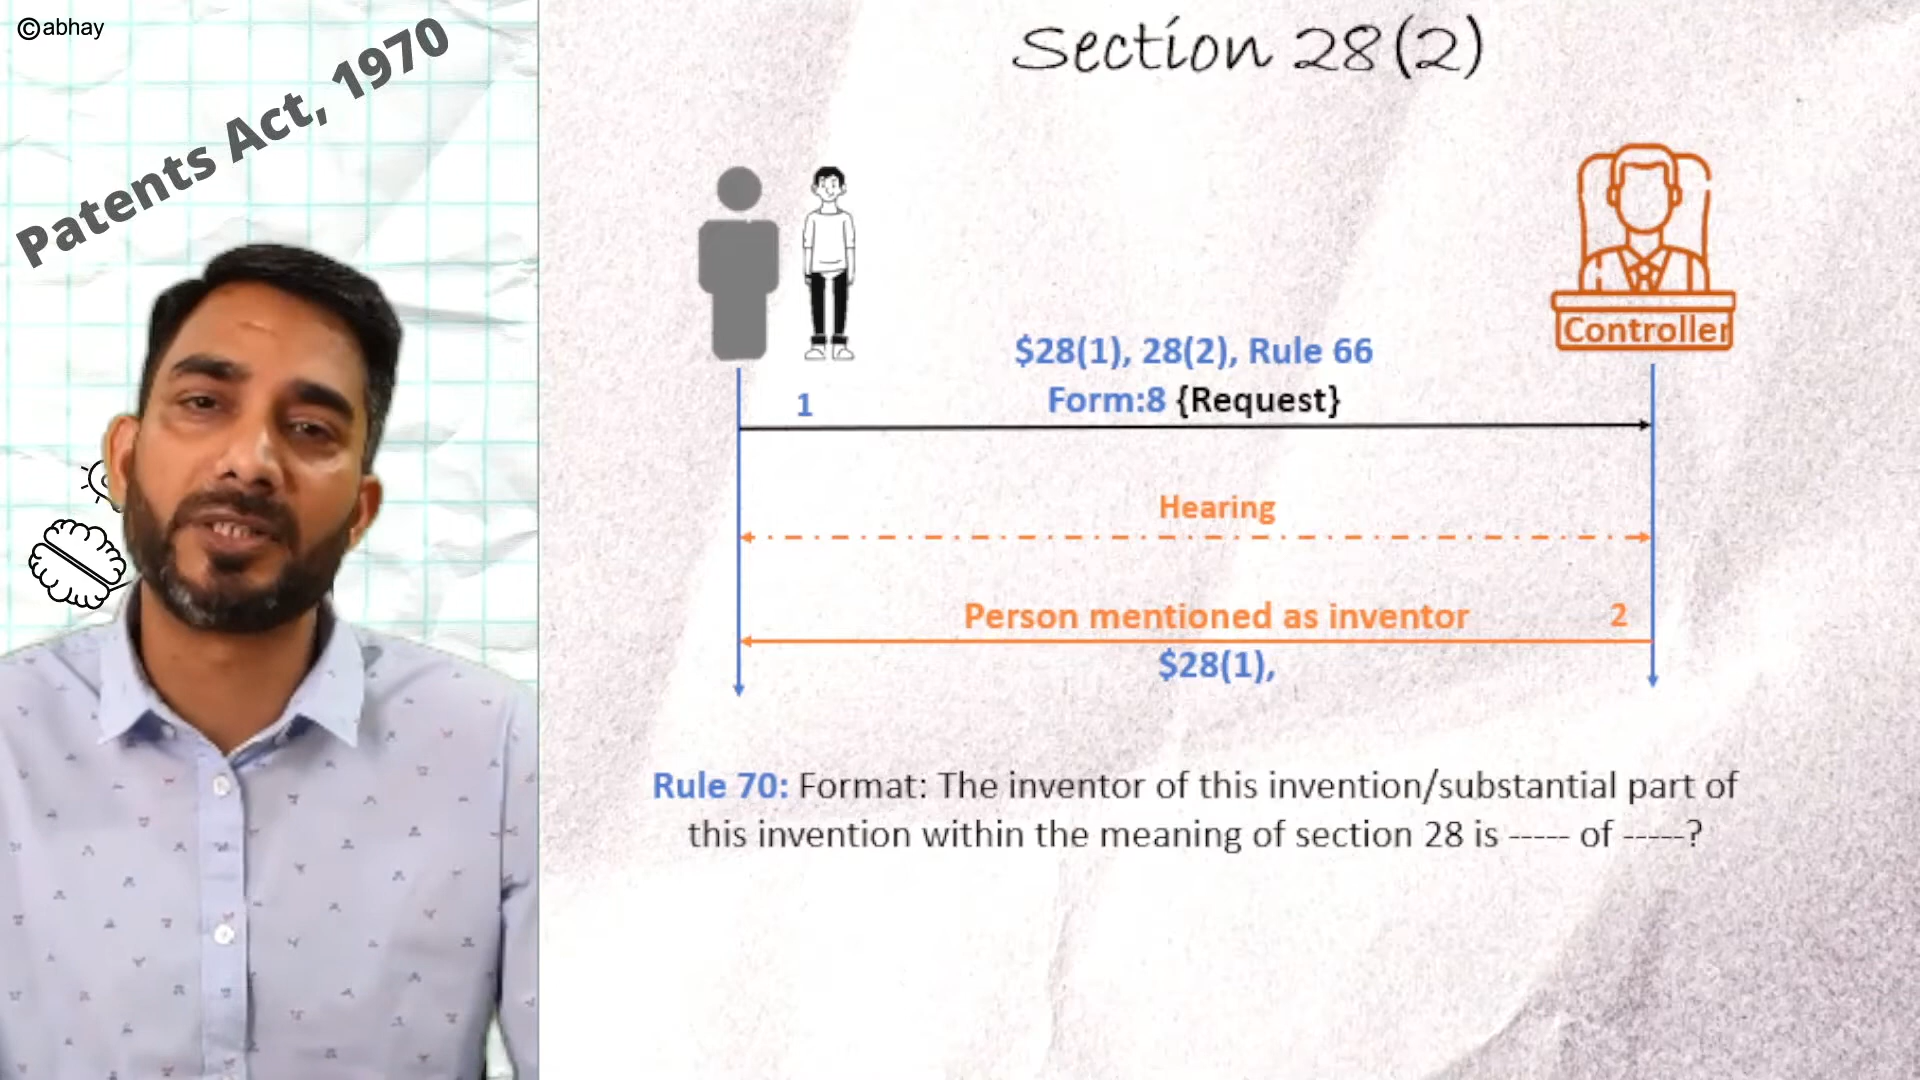 ©abhay
Patents Act, 1970
Section 28(2)
Controller
$28(1), 28(2), Rule 66
1
Form:8 {Request}
Hearing
Person mentioned as inventor
2
$28(1),
Rule 70: Format: The inventor of this invention/substantial part of
this invention within the meaning of section 28 is ----- of -----?